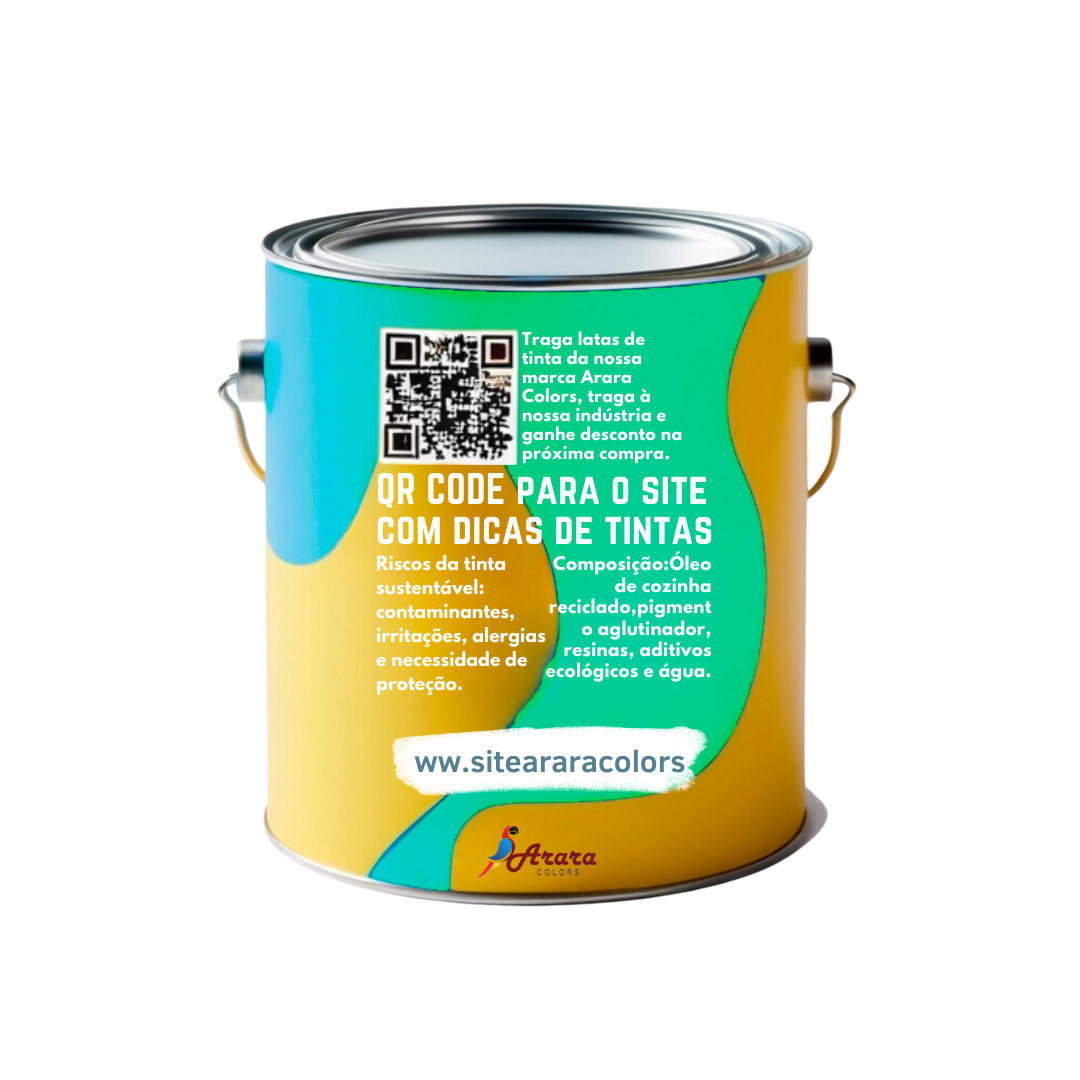 Traga latas de
tinta da nossa
marca Arara
Colors, traga à
nossa indústria e
ganhe desconto na
próxima compra.
QR CODE PARA O SITE
COM DICAS DE TINTAS
Riscos da tinta
sustentável:
contaminantes,
irritações, alergias
e necessidade de
proteção.
Composição:Óleo
de cozinha
reciclado,pigment
o aglutinador,
resinas, aditivos
ecológicos e água.
ww.siteararacolors
Arara
COLORS